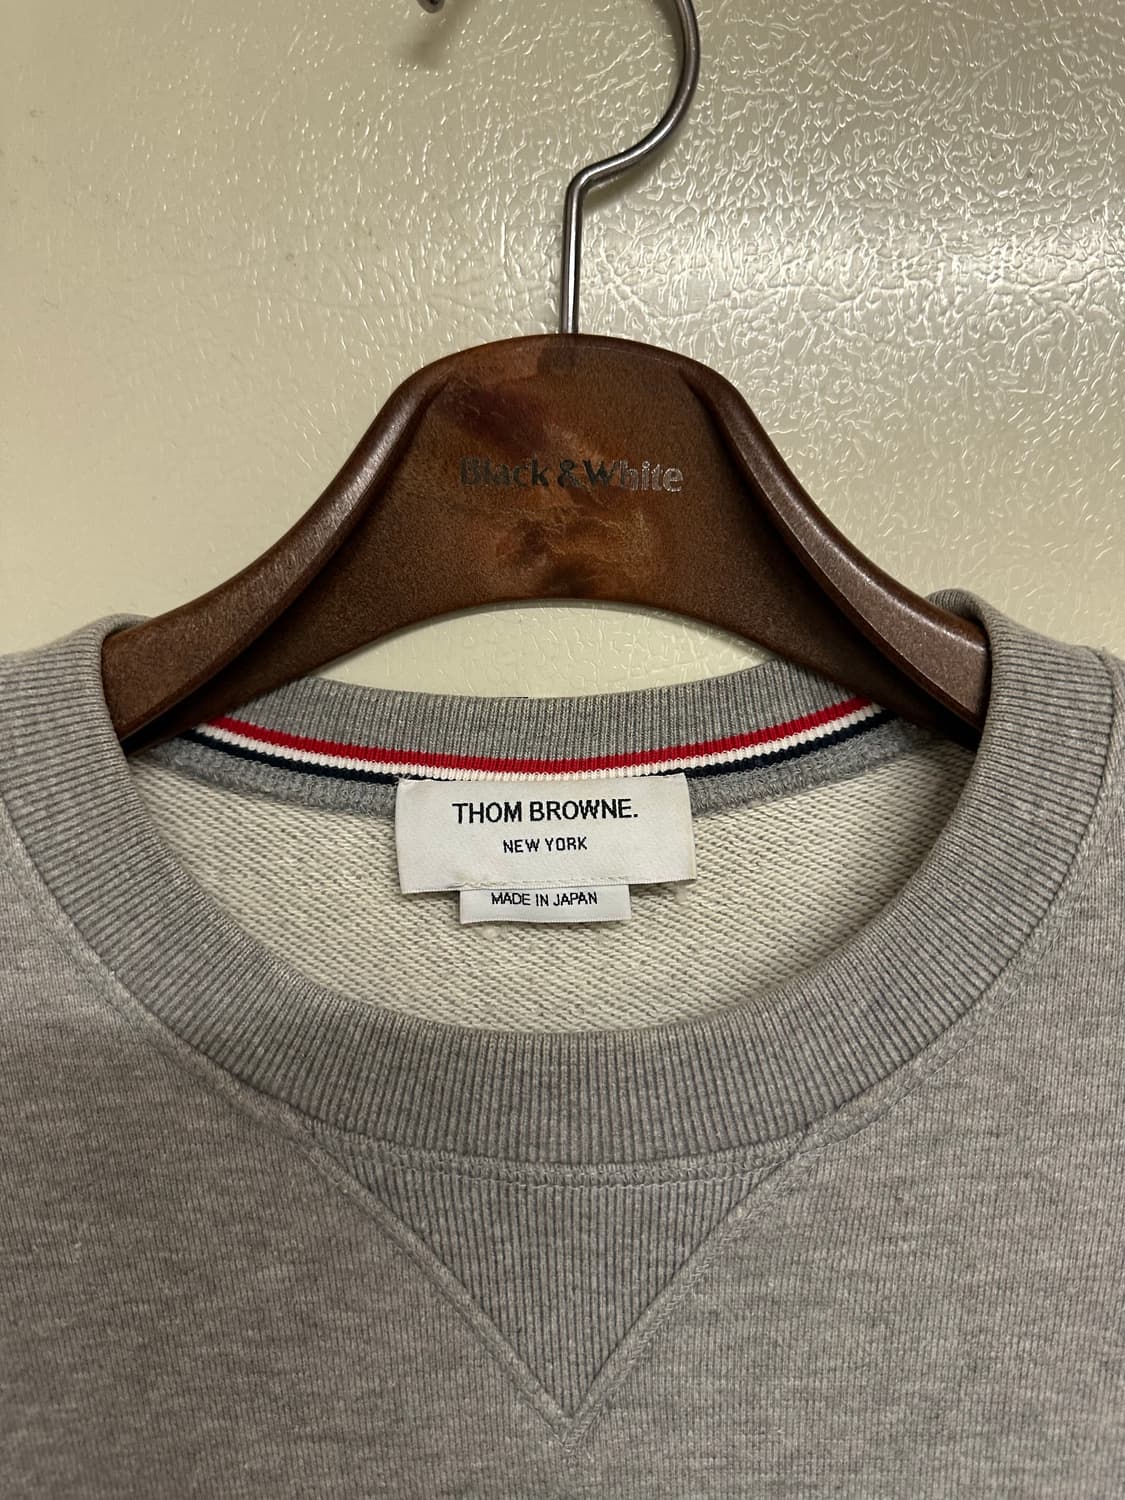 Black & White
THOM BROWNE.
NEW YORK
MADE IN JAPAN